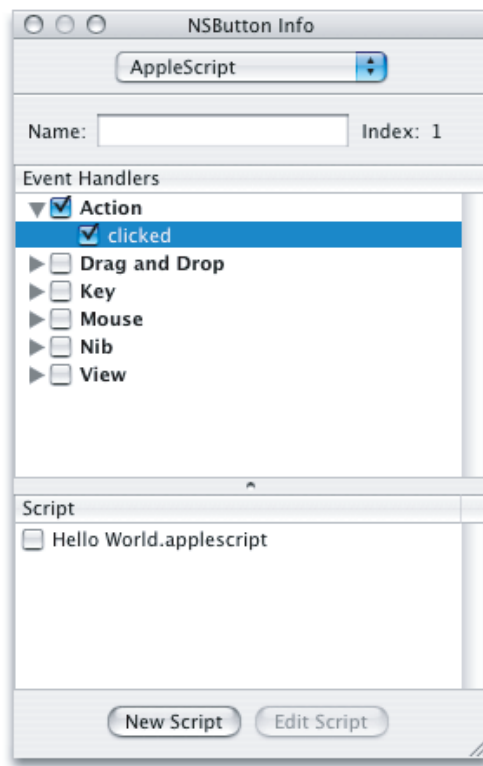 NSButton Info
AppleScript
Name: Index: 1
Event Handlers
Action
clicked
Drag and Drop
Key
Mouse
Nib
View
Script
Hello World.applescript
New Script Edit Script